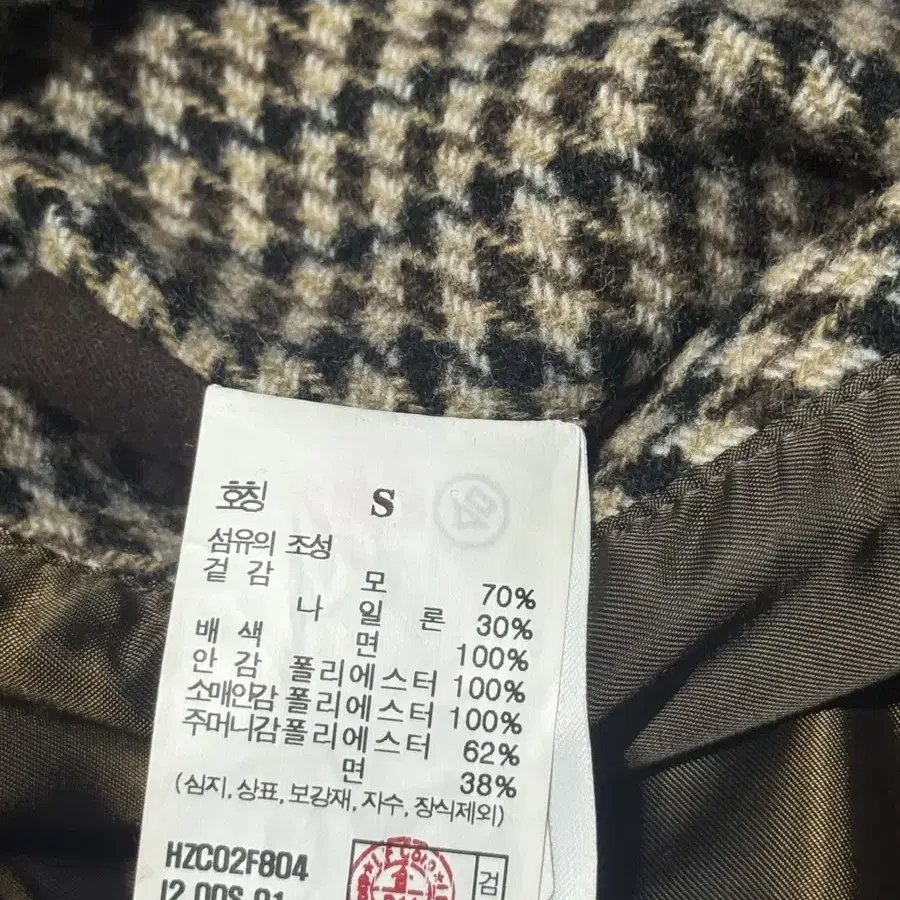 호칭 S
섬유의 조성
겉 감 모 70%
나 일 론 30%
배 색 면 100%
안 감 폴리에스터 100%
소매안감 폴리에스터 100%
주머니감 폴리에스터 62%
면 38%
(심지, 상표, 보강재, 자수, 장식제외)
HZC02F804
검